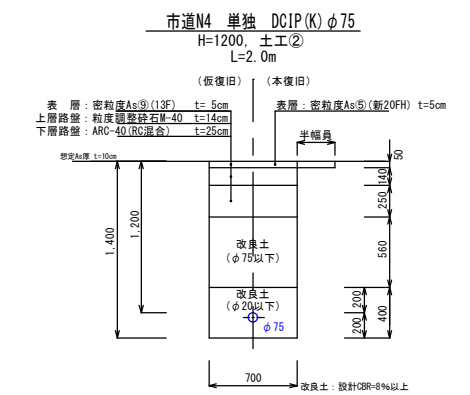 市道N4 単独 DCIP(K)φ75
H=1200, 土工②
L=2.0m
(仮復旧) (本復旧)
表 層：密粒度As⑨(13F) t= 5cm
上層路盤：粒度調整砕石M-40 t=14cm
下層路盤：ARC-40(RC混合) t=25cm
表層：密粒度As⑤(新20FH) t=5cm
半幅員
想定As厚 t=10cm
50
140
250
560
400
200
200
1,200
1,400
改良土
(φ75以下)
改良土
(φ20以下)
φ75
700
改良土：設計CBR=8%以上